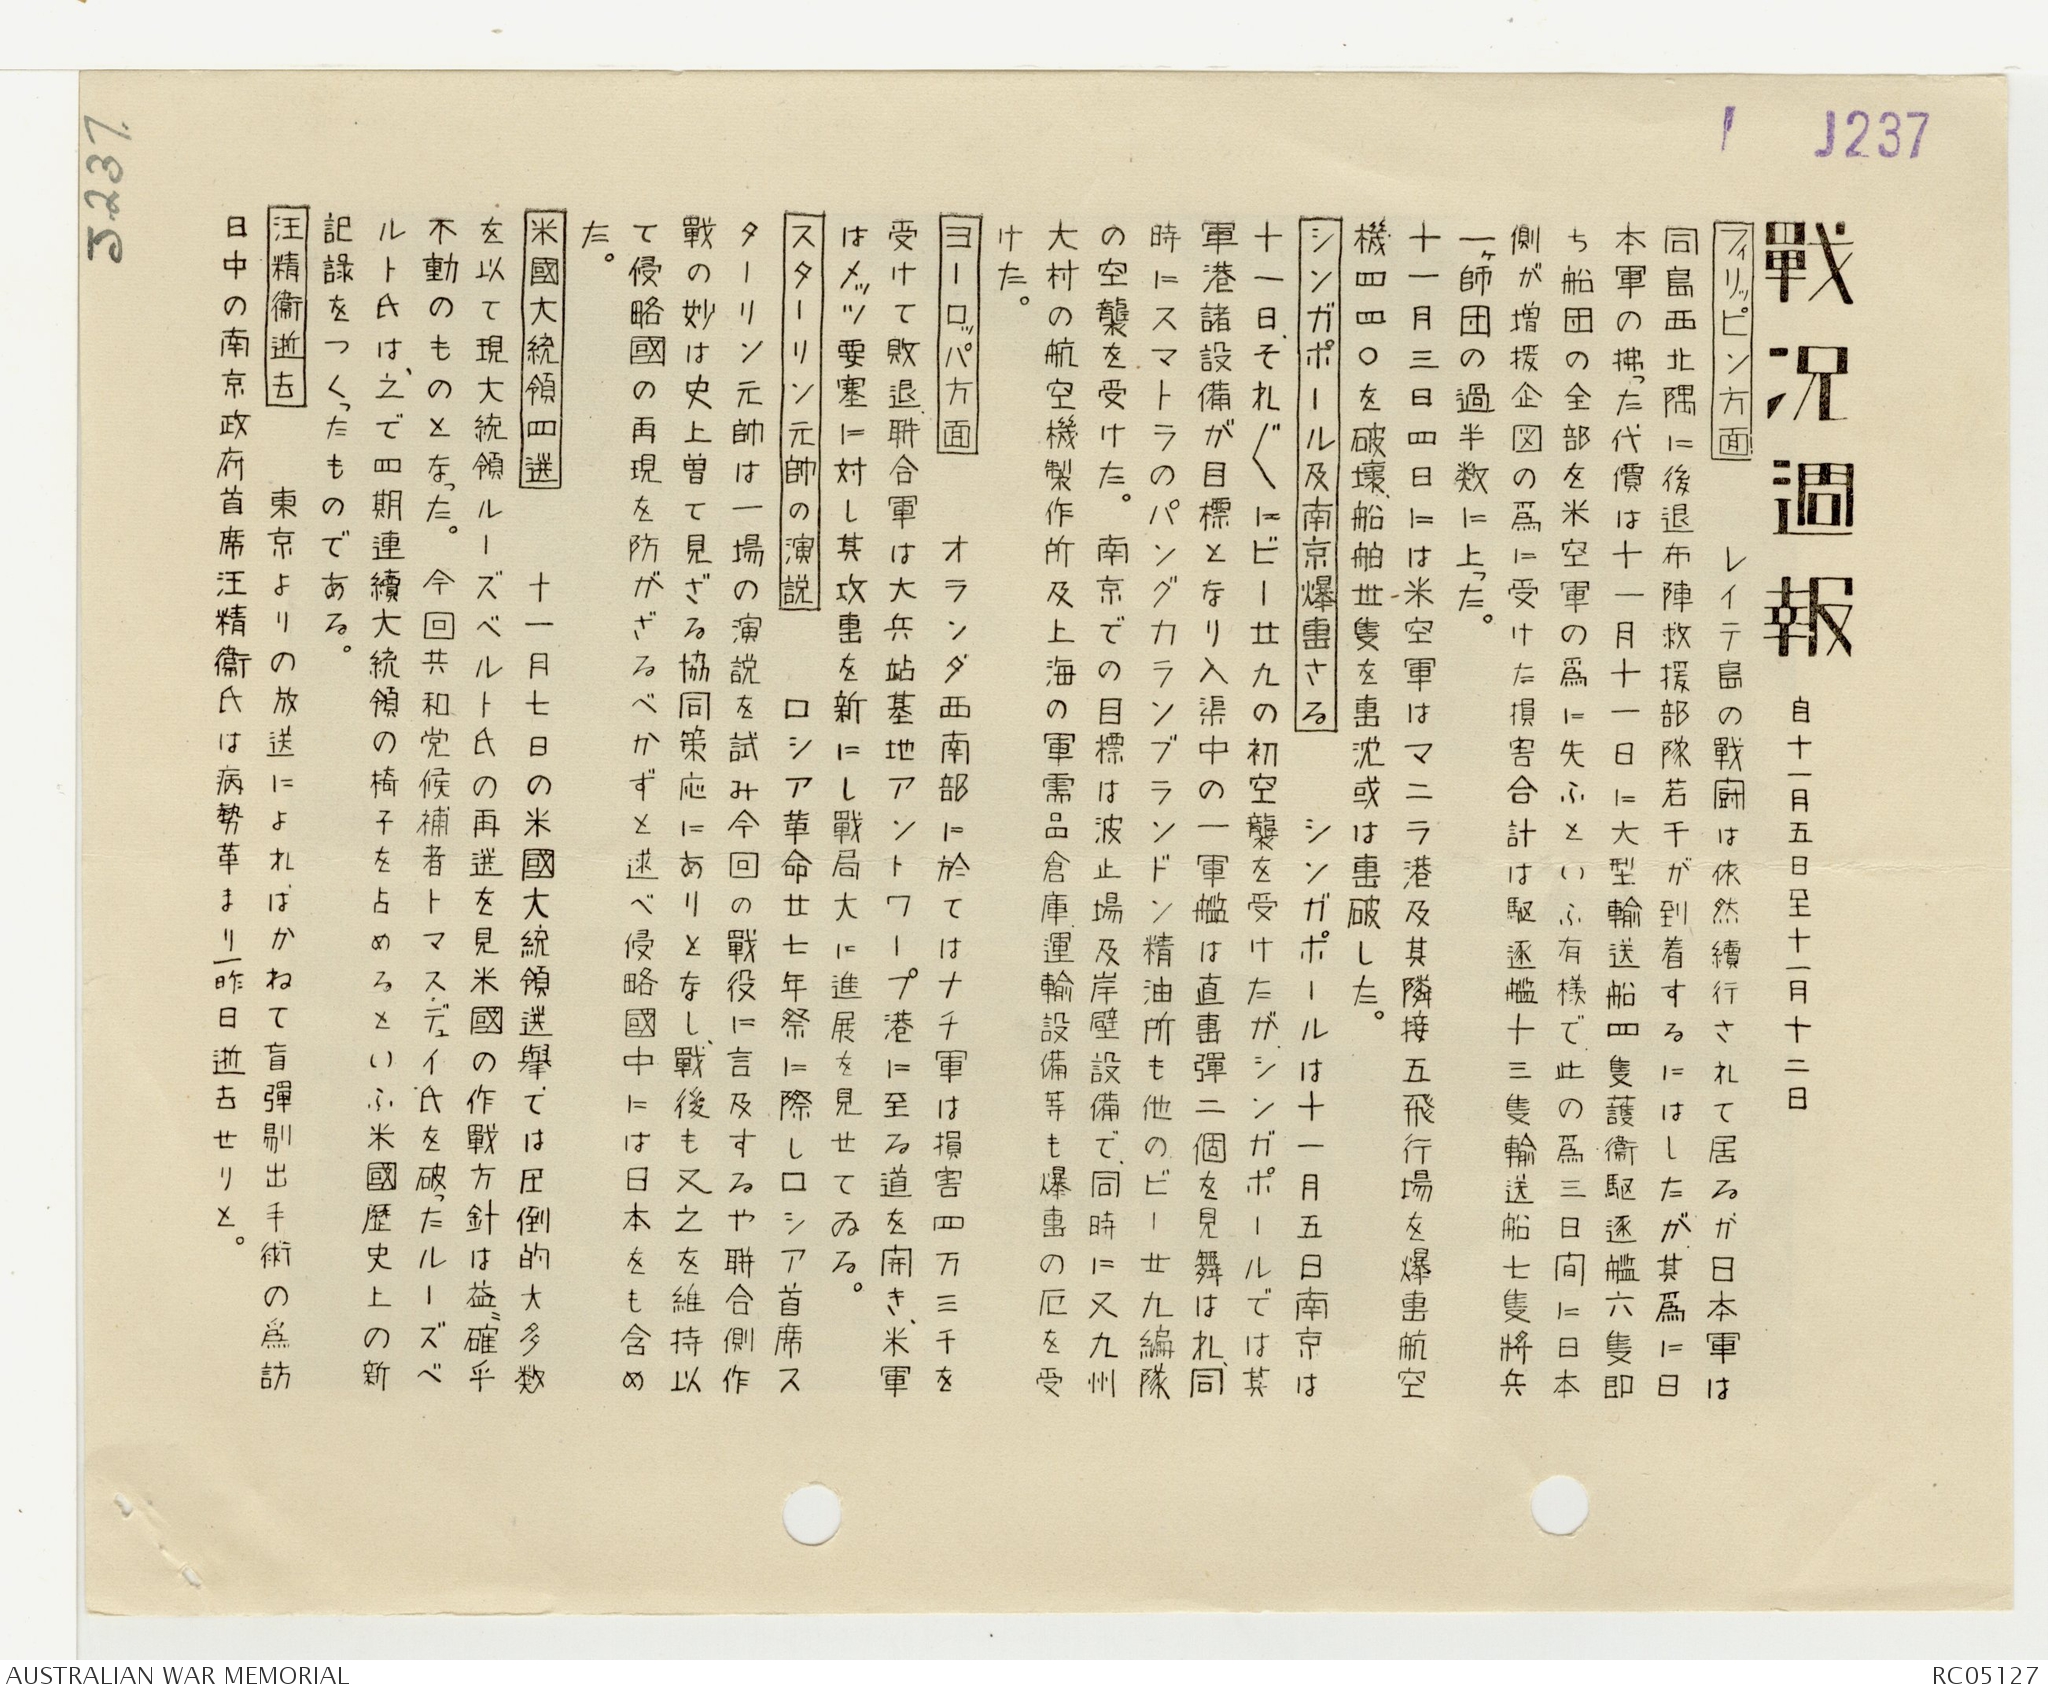 J237
5237.
戰況週報
自十一月五日至十一月十二日
フィリッピン方面 レイテ島の戰闘は依然續行されて居るが日本軍は
同島西北隅に後退布陣救援部隊若干が到着するにはしたが其爲に日
本軍の拂った代價は十一月十一日に大型輸送船四隻護衞駆逐艦六隻即
ち船団の全部を米空軍の爲に失ふといふ有様で此の爲三日间に日本
側が増援企図の爲に受けた損害合計は駆逐艦十三隻輸送船七隻將兵
一ヶ師団の過半数に上った。
十一月三日四日には米空軍はマニラ港及其隣接五飛行場を爆擊航空
機四四〇を破壞、船舶丗隻を擊沈或は擊破した。
シンガポール及南京爆擊さる シンガポールは十一月五日南京は
十一日、それ〲にビー廿九の初空襲を受けたが、シンガポールでは其
軍港諸設備が目標となり入渠中の一軍艦は直擊彈二個を見舞はれ、同
時にスマトラのパングカランブランドン精油所も他のビー廿九編隊
の空襲を受けた。南京での目標は波止場及岸壁設備で、同時に又九州
大村の航空機製作所及上海の軍需品倉庫、運輸設備等も爆擊の厄を受
けた。
ヨーロッパ方面 オランダ西南部に於てはナチ軍は損害四万三千を
受けて敗退、聨合軍は大兵站基地アントワープ港に至る道を開き、米軍
はメッツ要塞に対し其攻擊を新にし戰局大に進展を見せてゐる。
スターリン元帥の演説 ロシア革命廿七年祭に際しロシア首席ス
ターリン元帥は一場の演説を試み今回の戰役に言及するや聨合側作
戰の妙は史上曽て見ざる協同策応にありとなし、戰後も又之を維持以
て侵略國の再現を防がざるべかずと述べ侵略國中には日本をも含め
た。
米國大統領四選 十一月七日の米國大統領選擧では圧倒的大多数
を以て現大統領ルーズベルト氏の再選を見米國の作戰方針は益〻確乎
不動のものとなった。今回共和党候補者トマス・デュイ氏を破ったルーズベ
ルト氏は、之で四期連續大統領の椅子を占めるといふ米國歴史上の新
記錄をつくったものである。
汪精衞逝去 東京よりの放送によればかねて盲彈剔出手術の爲訪
日中の南京政府首席汪精衞氏は病勢革まり一昨日逝去せりと。
AUSTRALIAN WAR MEMORIAL
RC05127